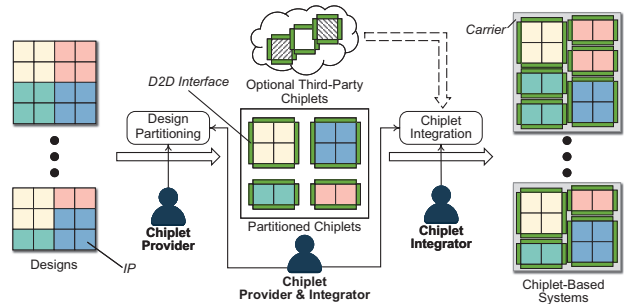 Carrier
D2D Interface
Optional Third-Party
Chiplets
Design
Partitioning
Chiplet
Integration
Chiplet
Provider
Partitioned Chiplets
Chiplet
Integrator
Designs
IP
Chiplet
Provider & Integrator
Chiplet-Based
Systems